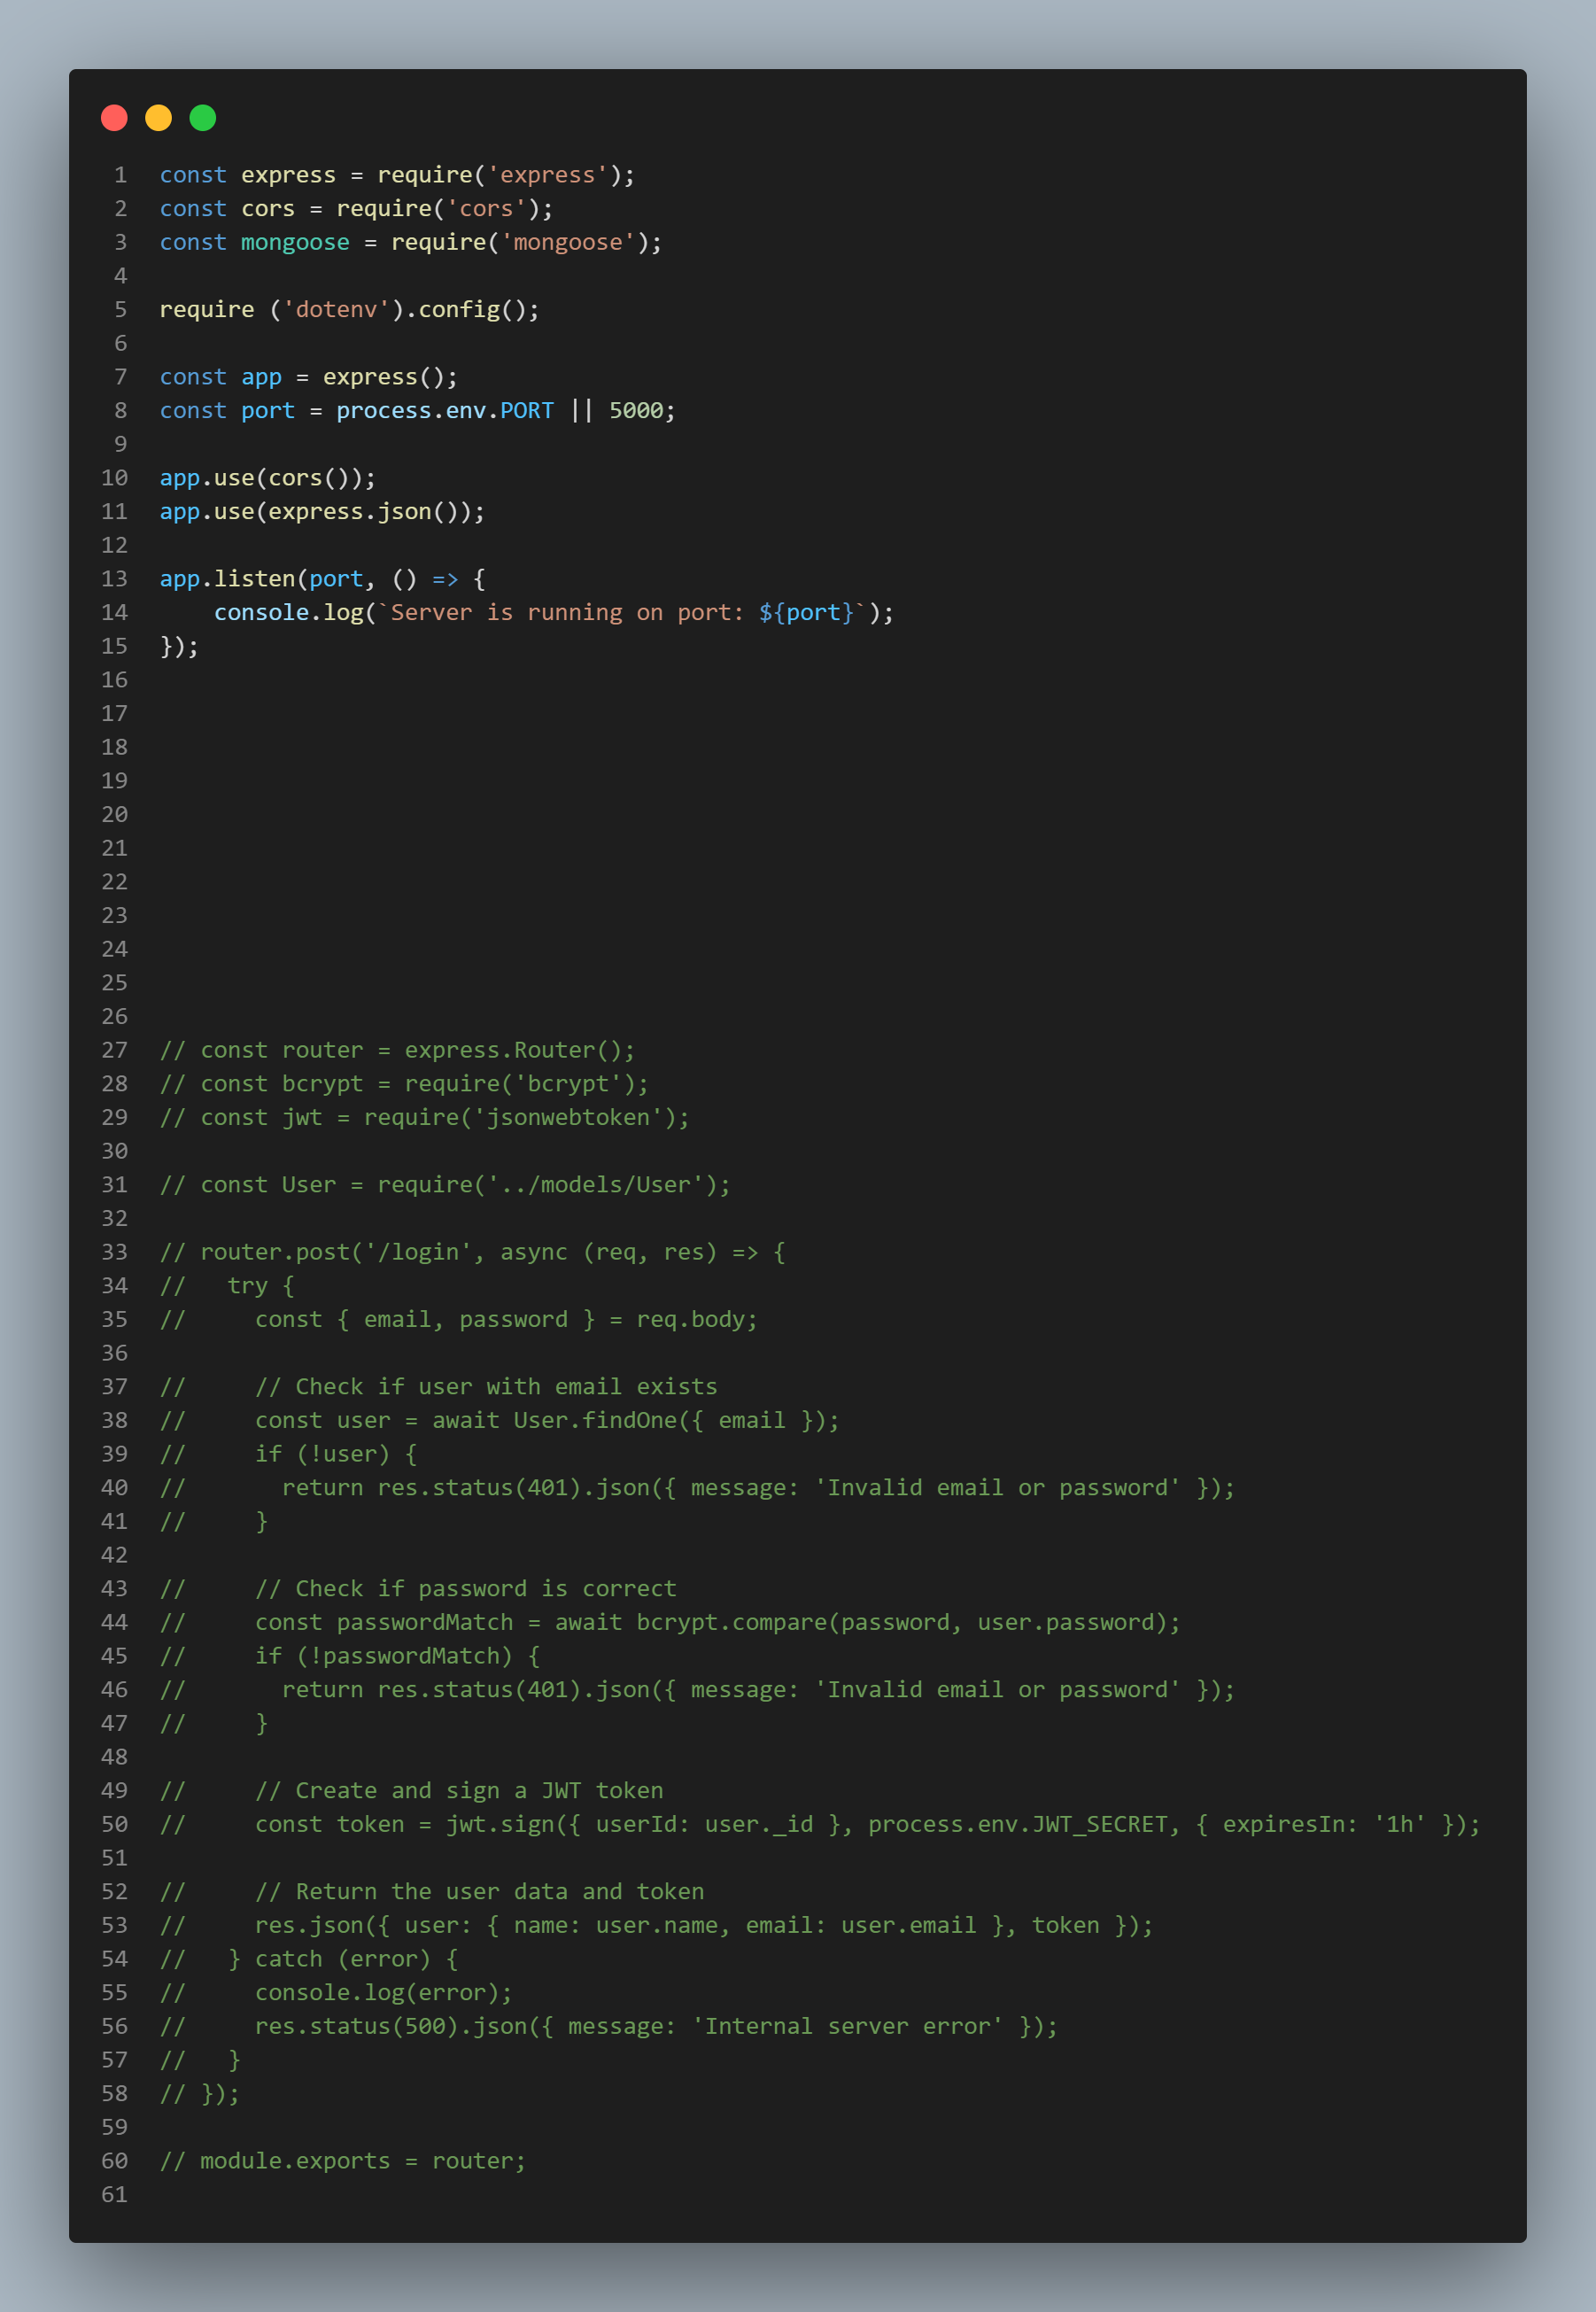 1 const express = require('express');
2 const cors = require('cors');
3 const mongoose = require('mongoose');
4
5 require ('dotenv').config();
6
7 const app = express();
8 const port = process.env.PORT || 5000;
9
10 app.use(cors());
11 app.use(express.json());
12
13 app.listen(port, () => {
14     console.log(`Server is running on port: ${port}`);
15 });
16
17
18
19
20
21
22
23
24
25
26
27 // const router = express.Router();
28 // const bcrypt = require('bcrypt');
29 // const jwt = require('jsonwebtoken');
30
31 // const User = require('../models/User');
32
33 // router.post('/login', async (req, res) => {
34 //   try {
35 //     const { email, password } = req.body;
36
37 //     // Check if user with email exists
38 //     const user = await User.findOne({ email });
39 //     if (!user) {
40 //       return res.status(401).json({ message: 'Invalid email or password' });
41 //     }
42
43 //     // Check if password is correct
44 //     const passwordMatch = await bcrypt.compare(password, user.password);
45 //     if (!passwordMatch) {
46 //       return res.status(401).json({ message: 'Invalid email or password' });
47 //     }
48
49 //     // Create and sign a JWT token
50 //     const token = jwt.sign({ userId: user._id }, process.env.JWT_SECRET, { expiresIn: '1h' });
51
52 //     // Return the user data and token
53 //     res.json({ user: { name: user.name, email: user.email }, token });
54 //   } catch (error) {
55 //     console.log(error);
56 //     res.status(500).json({ message: 'Internal server error' });
57 //   }
58 // });
59
60 // module.exports = router;
61